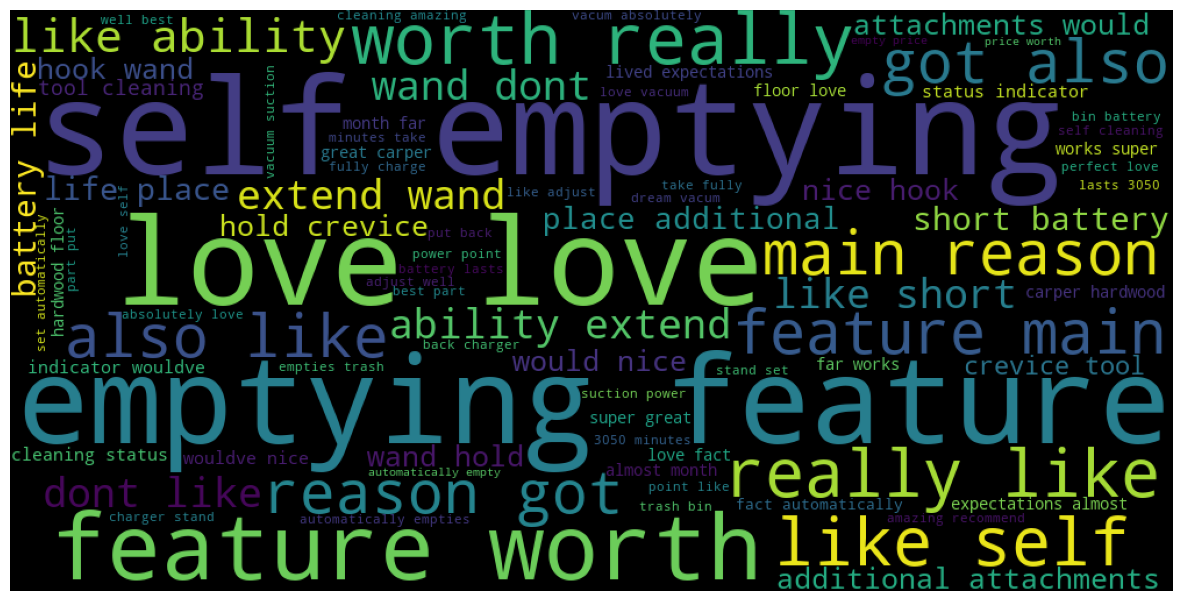 well best
cleaning amazing
vacum absolutely
like ability
worth really
attachments would
empty price
price worth
got also
hook wand
tool cleaning
wand dont
lived expectations
love vacuum
floor love
status indicator
battery life
self emptying
vacuum suction
month far
minutes take
great carper
fully charge
bin battery
self cleaning
works super
perfect love
lasts 3050
life place
love self
extend wand
like adjust
take fully
dream vacum
nice hook
hold crevice
put back
place additional
short battery
set automatically
hardwood floor
part put
love love
power point
battery lasts
adjust well
best part
main reason
like short
carper hardwood
absolutely love
also like
ability extend
back charger
feature main
indicator wouldve
empties trash
would nice
stand set
far works
crevice tool
emptying feature
suction power
super great
3050 minutes
cleaning status
wouldve nice
wand hold
automatically empty
love fact
almost month
point like
really like
dont like
reason got
trash bin
fact automatically
expectations almost
charger stand
automatically empties
amazing recommend
feature worth
like self
additional attachments